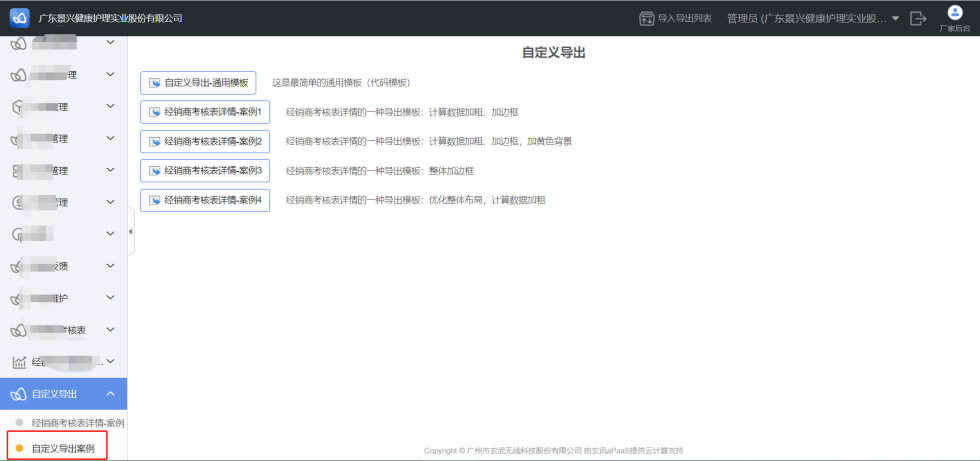 广东景兴健康护理实业股份有限公司
导入导出列表
管理员 (广东景兴健康护理实业股...
厂家后台
理
理
管理
管理
管理
反馈
维护
考核表
经 ..
自定义导出
经销商考核表详情-案例
自定义导出案例
自定义导出
自定义导出-通用模板 这是最简单的通用模板（代码模板）
经销商考核表详情-案例1 经销商考核表详情的一种导出模板：计算数据加粗、加边框
经销商考核表详情-案例2 经销商考核表详情的一种导出模板：计算数据加粗、加边框，加黄色背景
经销商考核表详情-案例3 经销商考核表详情的一种导出模板：整体加边框
经销商考核表详情-案例4 经销商考核表详情的一种导出模板：优化整体布局，计算数据加粗
Copyright © 广州市玄武无线科技股份有限公司 由玄讯aPaaS提供云计算支持